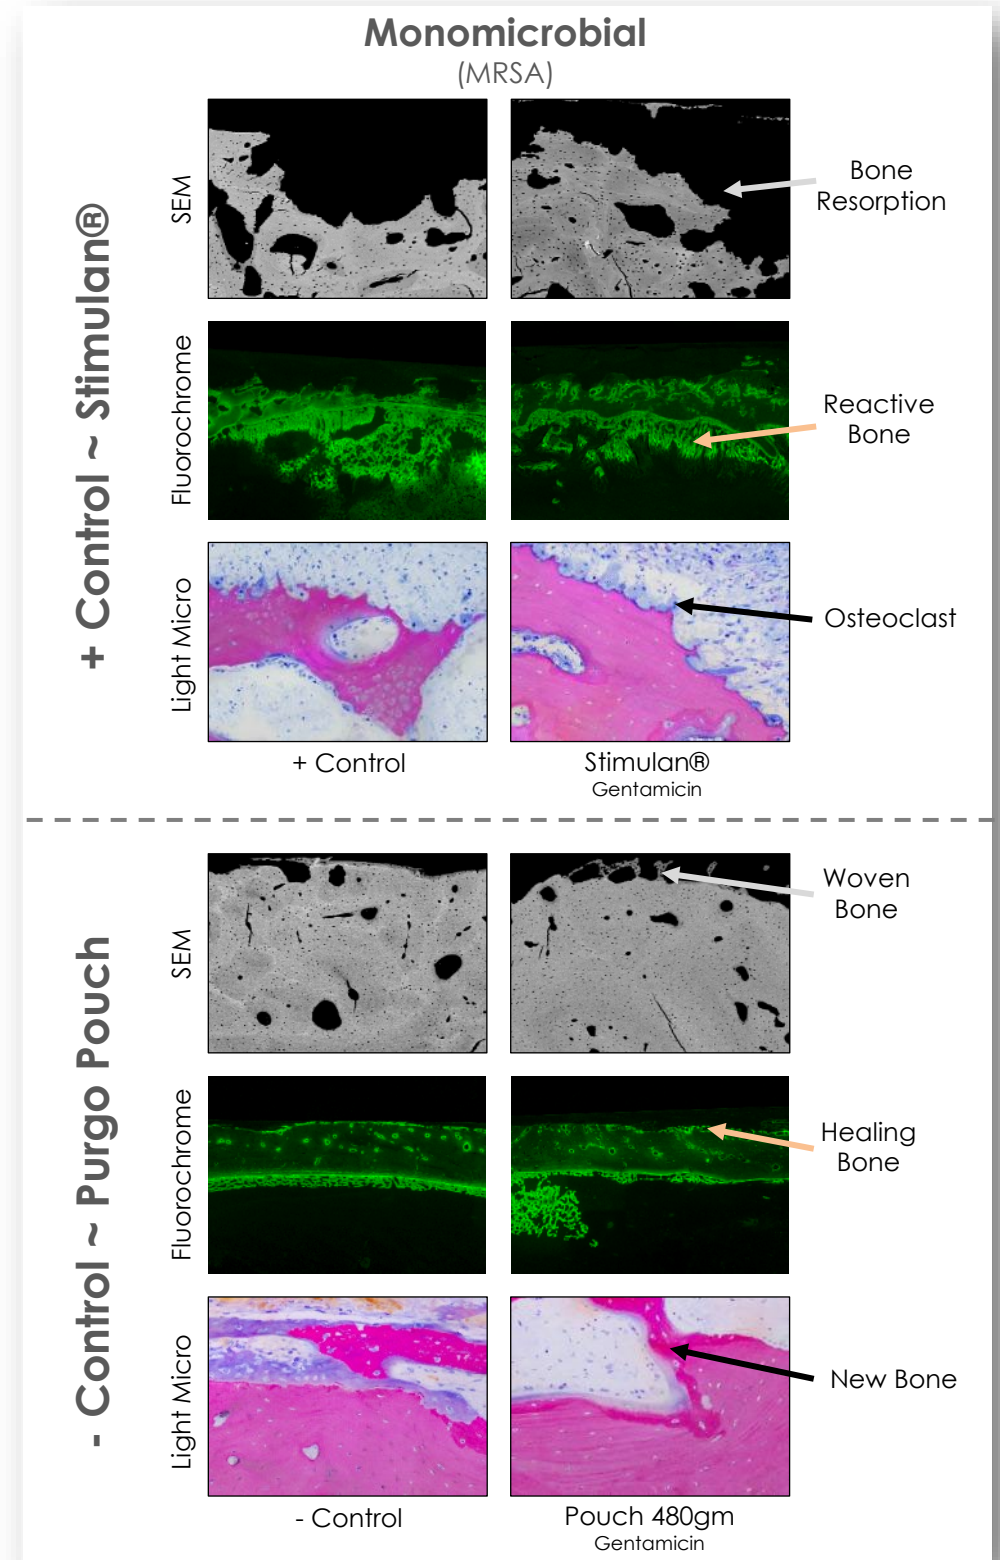 Monomicrobial
(MRSA)
+ Control ~ Stimulan®
SEM
Bone
Resorption
Fluorochrome
Reactive
Bone
Light Micro
Osteoclast
+ Control
Stimulan®
Gentamicin
- Control ~ Purgo Pouch
SEM
Woven
Bone
Fluorochrome
Healing
Bone
Light Micro
New Bone
- Control
Pouch 480gm
Gentamicin